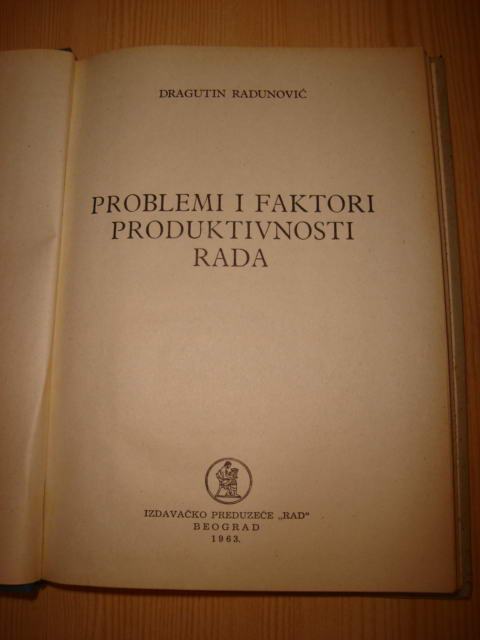 DRAGUTIN RADUNOVIĆ
PROBLEMI I FAKTORI
PRODUKTIVNOSTI
RADA
IZDAVAČKO PREDUZEĆE „RAD“
BEOGRAD
1963.